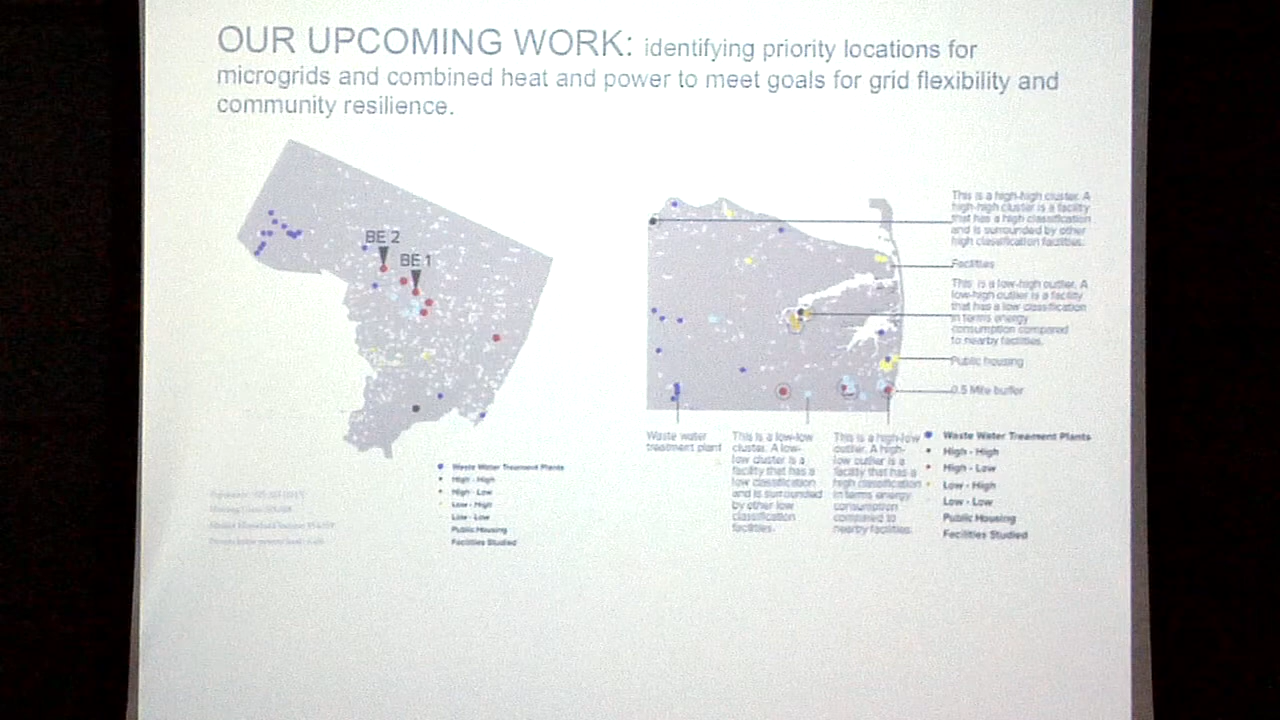 OUR UPCOMING WORK: identifying priority locations for
microgrids and combined heat and power to meet goals for grid flexibility and
community resilience.
BE 2
BE 1
Waste Water Treament Plants
High - High
High - Low
Low - High
Low - Low
Public Housing
Facilities Studied
This is a high-high cluster. A
high-high cluster is a facility
that has a high classification
and is surrounded by other
high classification facilities.
Facilities
This is a low-high outlier. A
low-high outlier is a facility
that has a low classification
in terms energy
consumption compared
to nearby facilities.
Public housing
0.5 Mile buffer
Waste water
treatment plant
This is a low-low
cluster. A low-
low cluster is a
facility that has a
low classification
and is surrounded
by other low
classification
facilities.
This is a high-low
outlier. A high-
low outlier is a
facility that has a
high classification
in terms energy
consumption
compared to
nearby facilities.
Waste Water Treament Plants
High - High
High - Low
Low - High
Low - Low
Public Housing
Facilities Studied